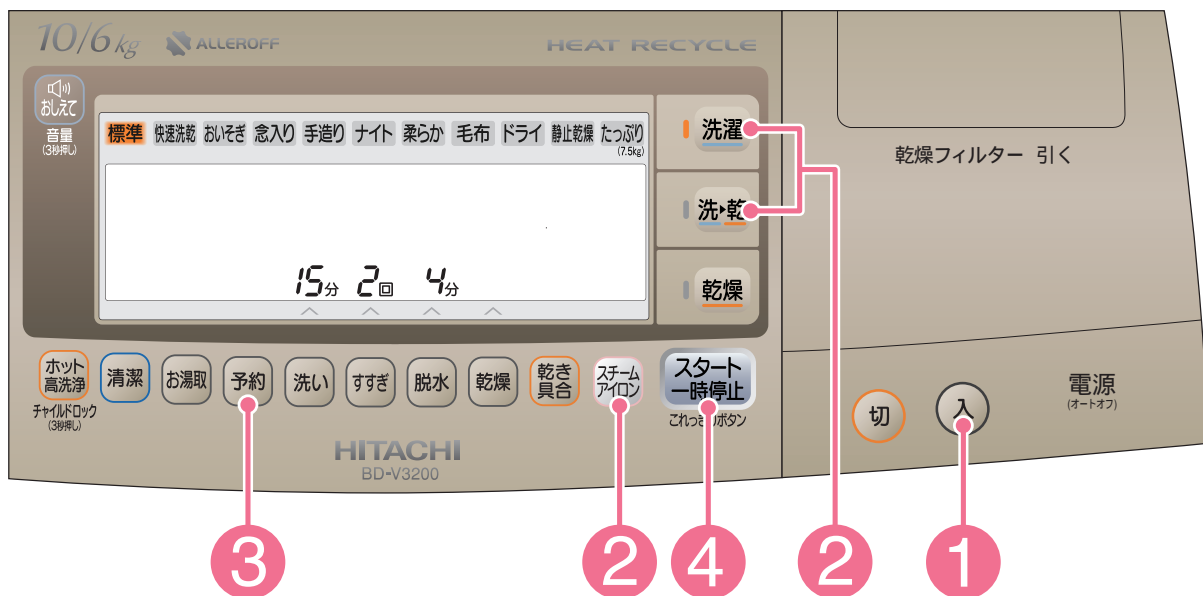 10/6 kg ALLEROFF HEAT RECYCLE
おしえて
音量
(3秒押し)
標準 快速洗乾 おいそぎ 念入り 手造り ナイト 柔らか 毛布 ドライ 静止乾燥 たっぷり
(7.5kg)
15分 2回 4分
洗濯
洗▶乾
乾燥
乾燥フィルター 引く
ホット
高洗浄
チャイルドロック
(3秒押し)
清潔
お湯取
予約
洗い
すすぎ
脱水
乾燥
乾き
具合
スチーム
アイロン
スタート
一時停止
これっきりボタン
切
入
電源
(オートオフ)
HITACHI
BD-V3200
3 2 4 2 1
2